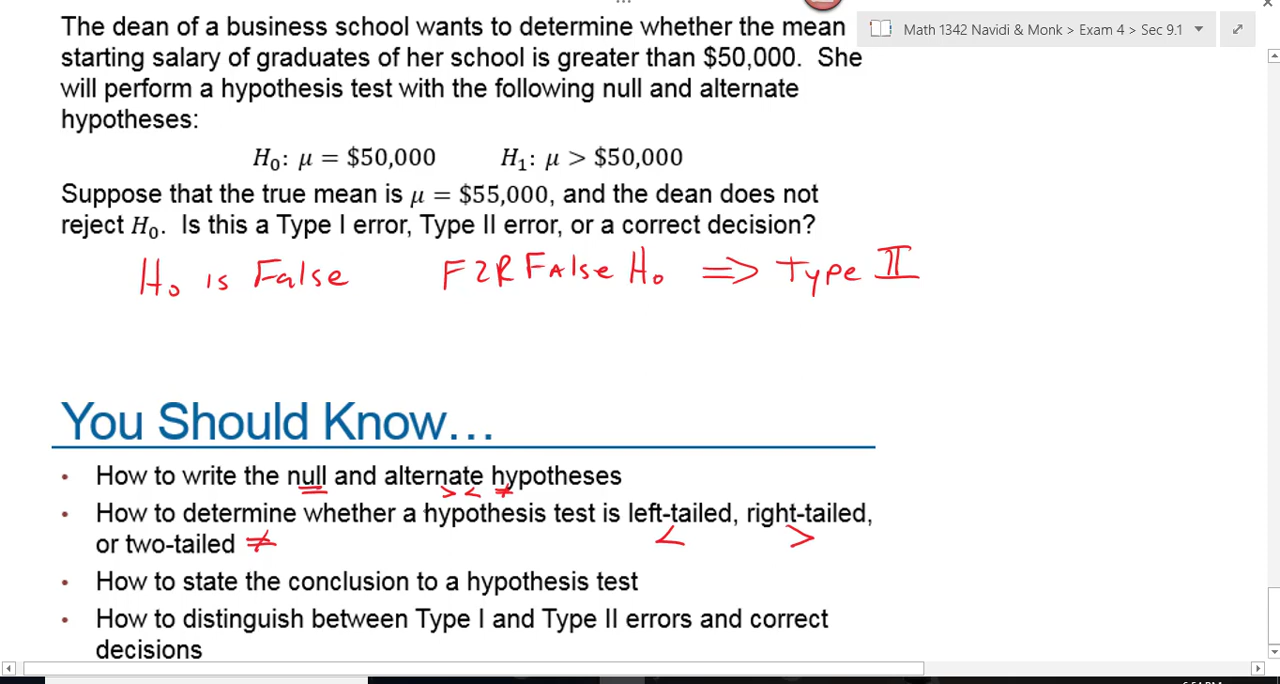 The dean of a business school wants to determine whether the mean
Math 1342 Navidi & Monk > Exam 4 > Sec 9.1
starting salary of graduates of her school is greater than $50,000. She
will perform a hypothesis test with the following null and alternate
hypotheses:
H₀: μ = $50,000 H₁: μ > $50,000
Suppose that the true mean is μ = $55,000, and the dean does not
reject H₀. Is this a Type I error, Type II error, or a correct decision?
H₀ is False F2R False H₀ => Type II
You Should Know…
• How to write the null and alternate hypotheses
> < ≠
• How to determine whether a hypothesis test is left-tailed, right-tailed,
< >
or two-tailed ≠
• How to state the conclusion to a hypothesis test
• How to distinguish between Type I and Type II errors and correct
decisions